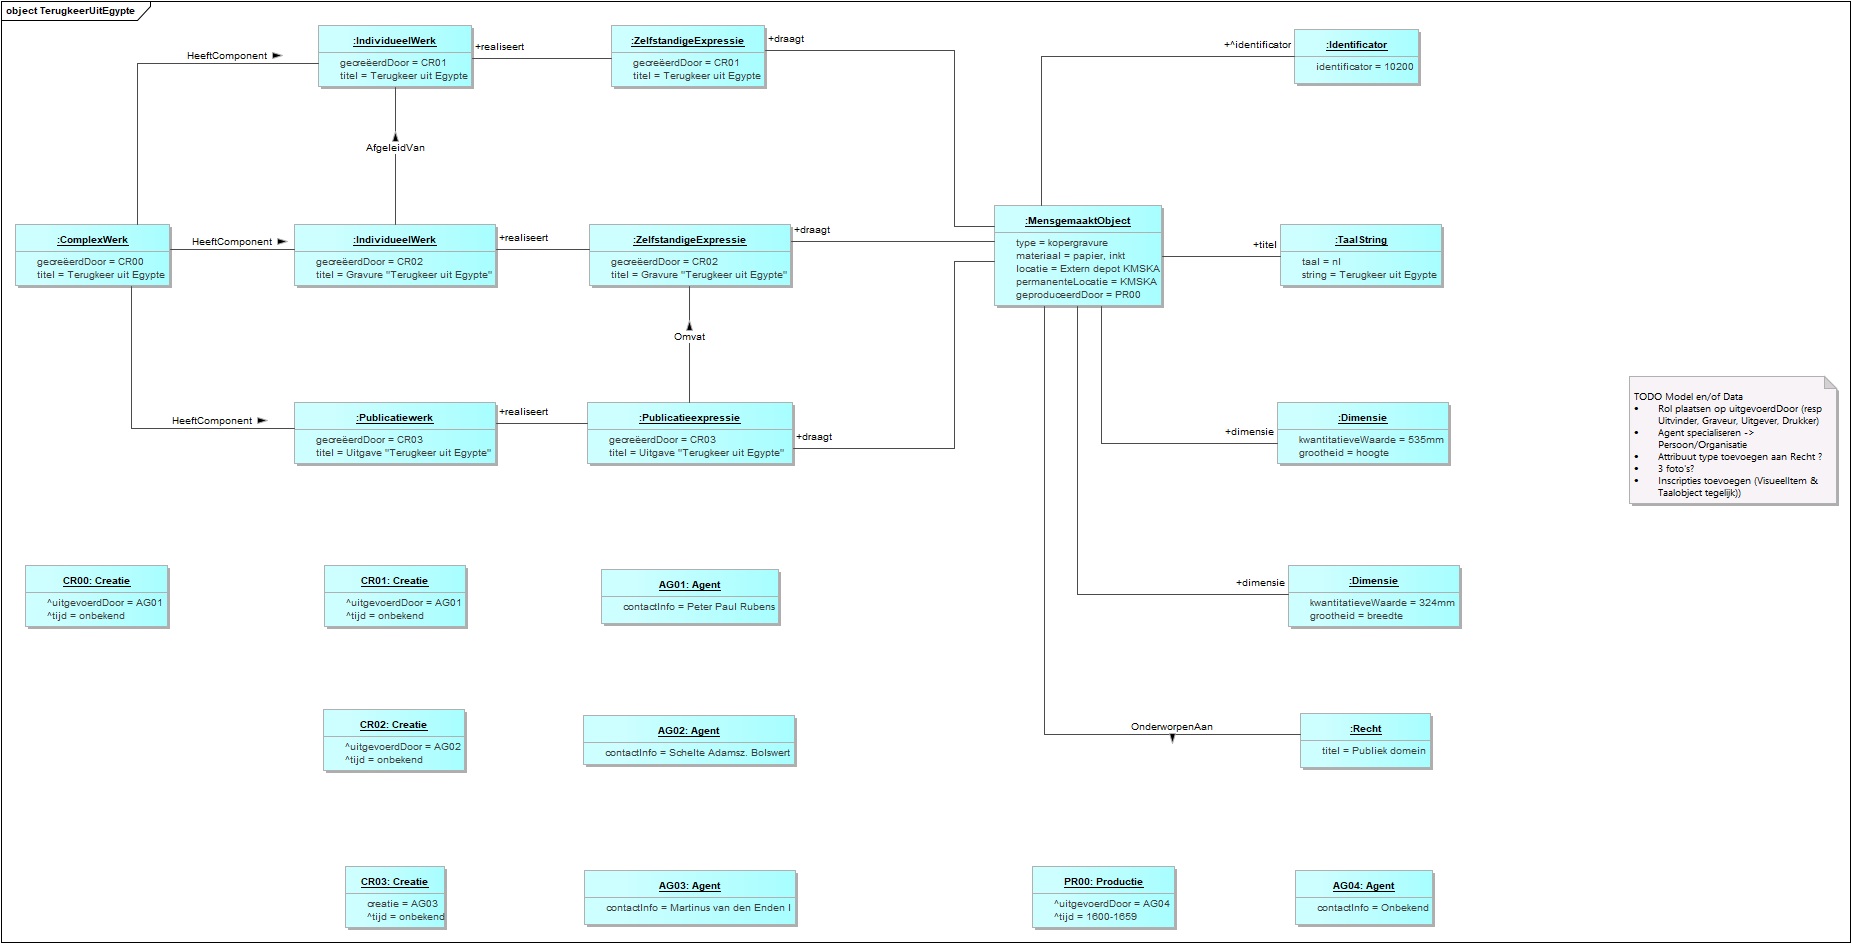 object TerugkeerUitEgypte
:IndividueelWerk
gecreëerdDoor = CR01
titel = Terugkeer uit Egypte
+realiseert
:ZelfstandigeExpressie
gecreëerdDoor = CR01
titel = Terugkeer uit Egypte
+draagt
+^identificator
:Identificator
identificator = 10200
HeeftComponent
AfgeleidVan
:ComplexWerk
gecreëerdDoor = CR00
titel = Terugkeer uit Egypte
HeeftComponent
:IndividueelWerk
gecreëerdDoor = CR02
titel = Gravure "Terugkeer uit Egypte"
+realiseert
:ZelfstandigeExpressie
gecreëerdDoor = CR02
titel = Gravure "Terugkeer uit Egypte"
+draagt
:MensgemaaktObject
type = kopergravure
materiaal = papier, inkt
locatie = Extern depot KMSKA
permanenteLocatie = KMSKA
geproduceerdDoor = PR00
+titel
:TaalString
taal = nl
string = Terugkeer uit Egypte
Omvat
HeeftComponent
:Publicatiewerk
gecreëerdDoor = CR03
titel = Uitgave "Terugkeer uit Egypte"
+realiseert
:Publicatieexpressie
gecreëerdDoor = CR03
titel = Uitgave "Terugkeer uit Egypte"
+draagt
+dimensie
:Dimensie
kwantitatieveWaarde = 535mm
grootheid = hoogte
TODO Model en/of Data
• Rol plaatsen op uitgevoerdDoor (resp
Uitvinder, Graveur, Uitgever, Drukker)
• Agent specialiseren ->
Persoon/Organisatie
• Attribuut type toevoegen aan Recht ?
• 3 foto's?
• Inscripties toevoegen (VisueelItem &
Taalobject tegelijk))
CR00: Creatie
^uitgevoerdDoor = AG01
^tijd = onbekend
CR01: Creatie
^uitgevoerdDoor = AG01
^tijd = onbekend
AG01: Agent
contactInfo = Peter Paul Rubens
+dimensie
:Dimensie
kwantitatieveWaarde = 324mm
grootheid = breedte
CR02: Creatie
^uitgevoerdDoor = AG02
^tijd = onbekend
AG02: Agent
contactInfo = Schelte Adamsz. Bolswert
OnderworpenAan
:Recht
titel = Publiek domein
CR03: Creatie
creatie = AG03
^tijd = onbekend
AG03: Agent
contactInfo = Martinus van den Enden I
PR00: Productie
^uitgevoerdDoor = AG04
^tijd = 1600-1659
AG04: Agent
contactInfo = Onbekend